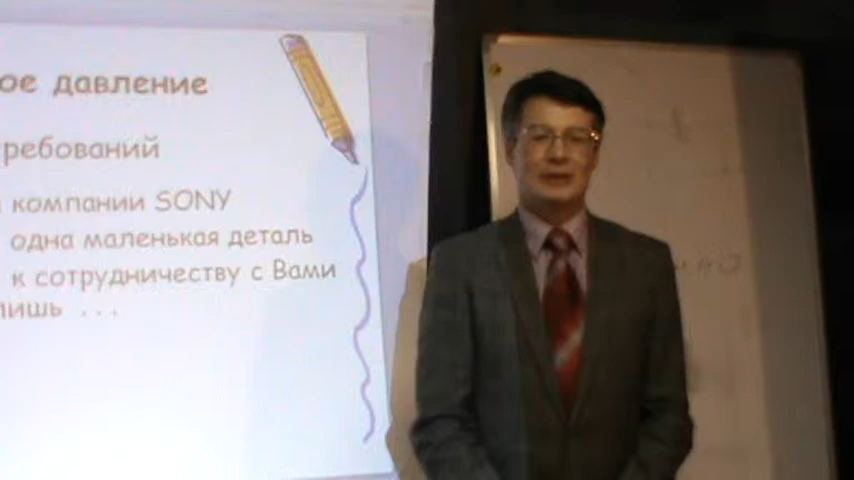 ое давление
ребований
компании SONY
одна маленькая деталь
к сотрудничеству с Вами
лишь ...